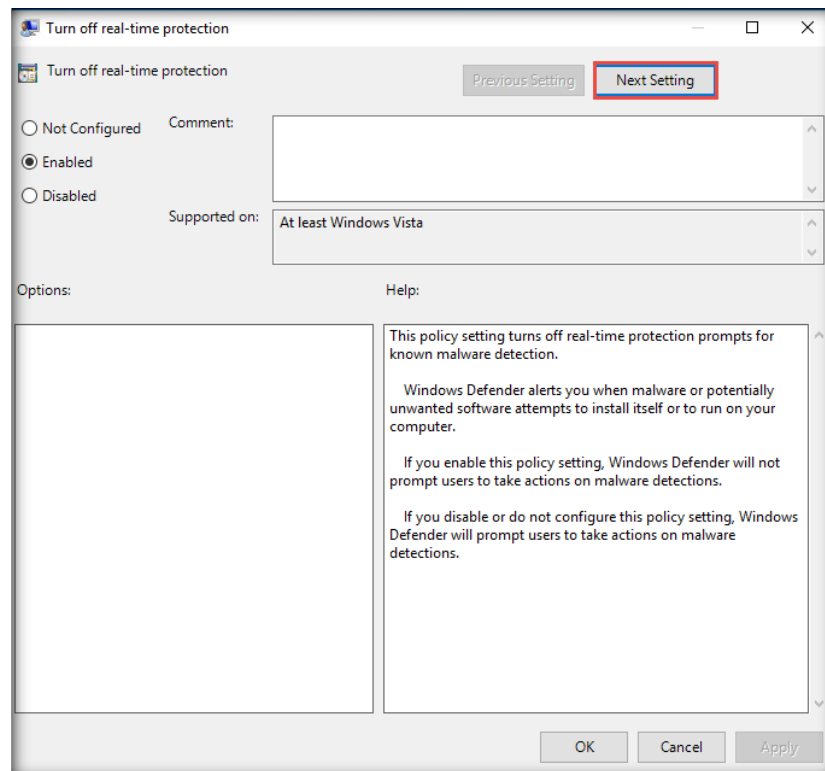 Turn off real-time protection
Turn off real-time protection
Previous Setting
Next Setting
Not Configured
Enabled
Disabled
Comment:
Supported on:
At least Windows Vista
Options:
Help:
This policy setting turns off real-time protection prompts for
known malware detection.
Windows Defender alerts you when malware or potentially
unwanted software attempts to install itself or to run on your
computer.
If you enable this policy setting, Windows Defender will not
prompt users to take actions on malware detections.
If you disable or do not configure this policy setting, Windows
Defender will prompt users to take actions on malware
detections.
OK
Cancel
Apply